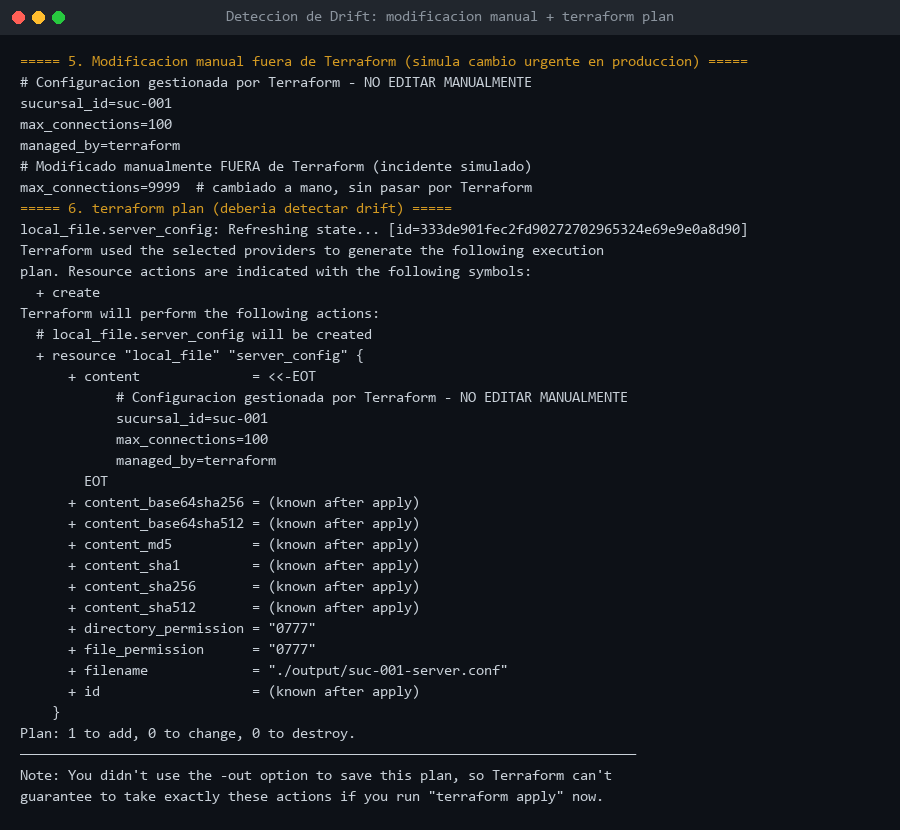 Deteccion de Drift: modificacion manual + terraform plan
===== 5. Modificacion manual fuera de Terraform (simula cambio urgente en produccion) =====
# Configuracion gestionada por Terraform - NO EDITAR MANUALMENTE
sucursal_id=suc-001
max_connections=100
managed_by=terraform
# Modificado manualmente FUERA de Terraform (incidente simulado)
max_connections=9999  # cambiado a mano, sin pasar por Terraform
===== 6. terraform plan (deberia detectar drift) =====
local_file.server_config: Refreshing state... [id=333de901fec2fd90272702965324e69e9e0a8d90]
Terraform used the selected providers to generate the following execution
plan. Resource actions are indicated with the following symbols:
  + create
Terraform will perform the following actions:
  # local_file.server_config will be created
  + resource "local_file" "server_config" {
      + content              = <<-EOT
            # Configuracion gestionada por Terraform - NO EDITAR MANUALMENTE
            sucursal_id=suc-001
            max_connections=100
            managed_by=terraform
        EOT
      + content_base64sha256 = (known after apply)
      + content_base64sha512 = (known after apply)
      + content_md5          = (known after apply)
      + content_sha1         = (known after apply)
      + content_sha256       = (known after apply)
      + content_sha512       = (known after apply)
      + directory_permission = "0777"
      + file_permission      = "0777"
      + filename             = "./output/suc-001-server.conf"
      + id                   = (known after apply)
    }
Plan: 1 to add, 0 to change, 0 to destroy.
Note: You didn't use the -out option to save this plan, so Terraform can't
guarantee to take exactly these actions if you run "terraform apply" now.